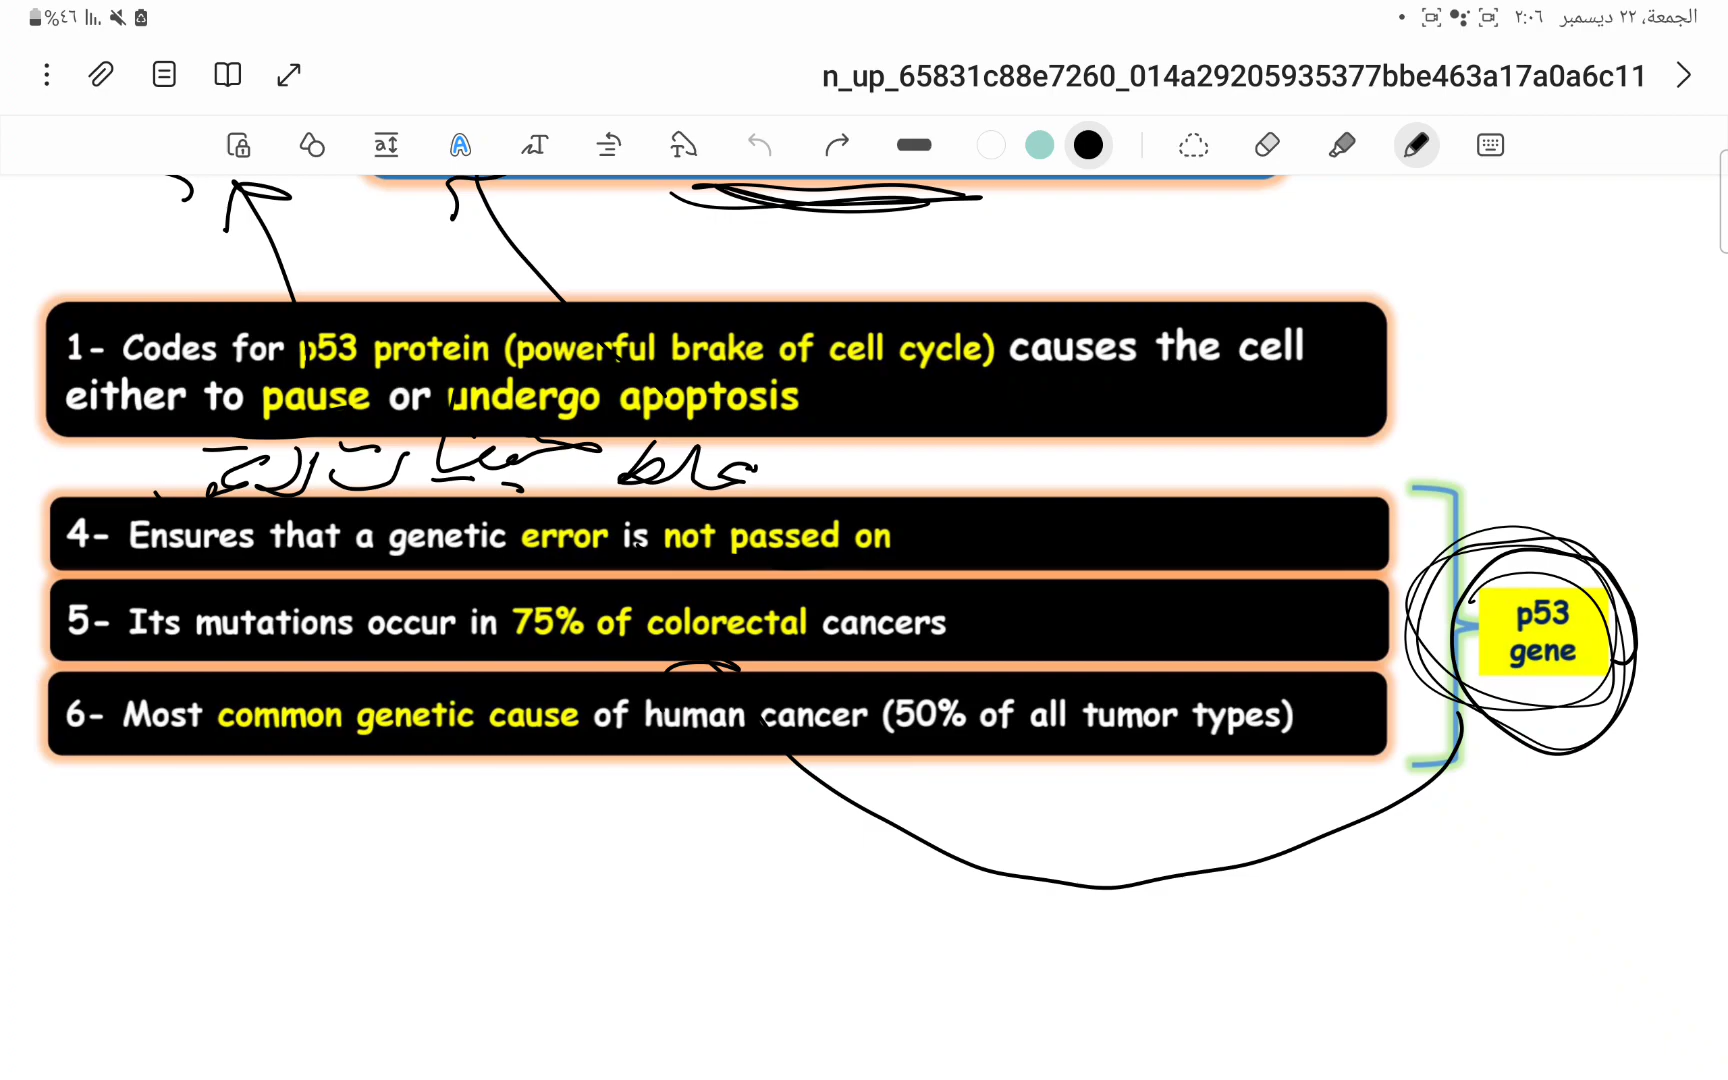 %٤٦
الجمعة، ٢٢ ديسمبر ٢:٠٦
n_up_65831c88e7260_014a29205935377bbe463a17a0a6c11
1- Codes for p53 protein (powerful brake of cell cycle) causes the cell
either to pause or undergo apoptosis
4- Ensures that a genetic error is not passed on
5- Its mutations occur in 75% of colorectal cancers
6- Most common genetic cause of human cancer (50% of all tumor types)
p53
gene